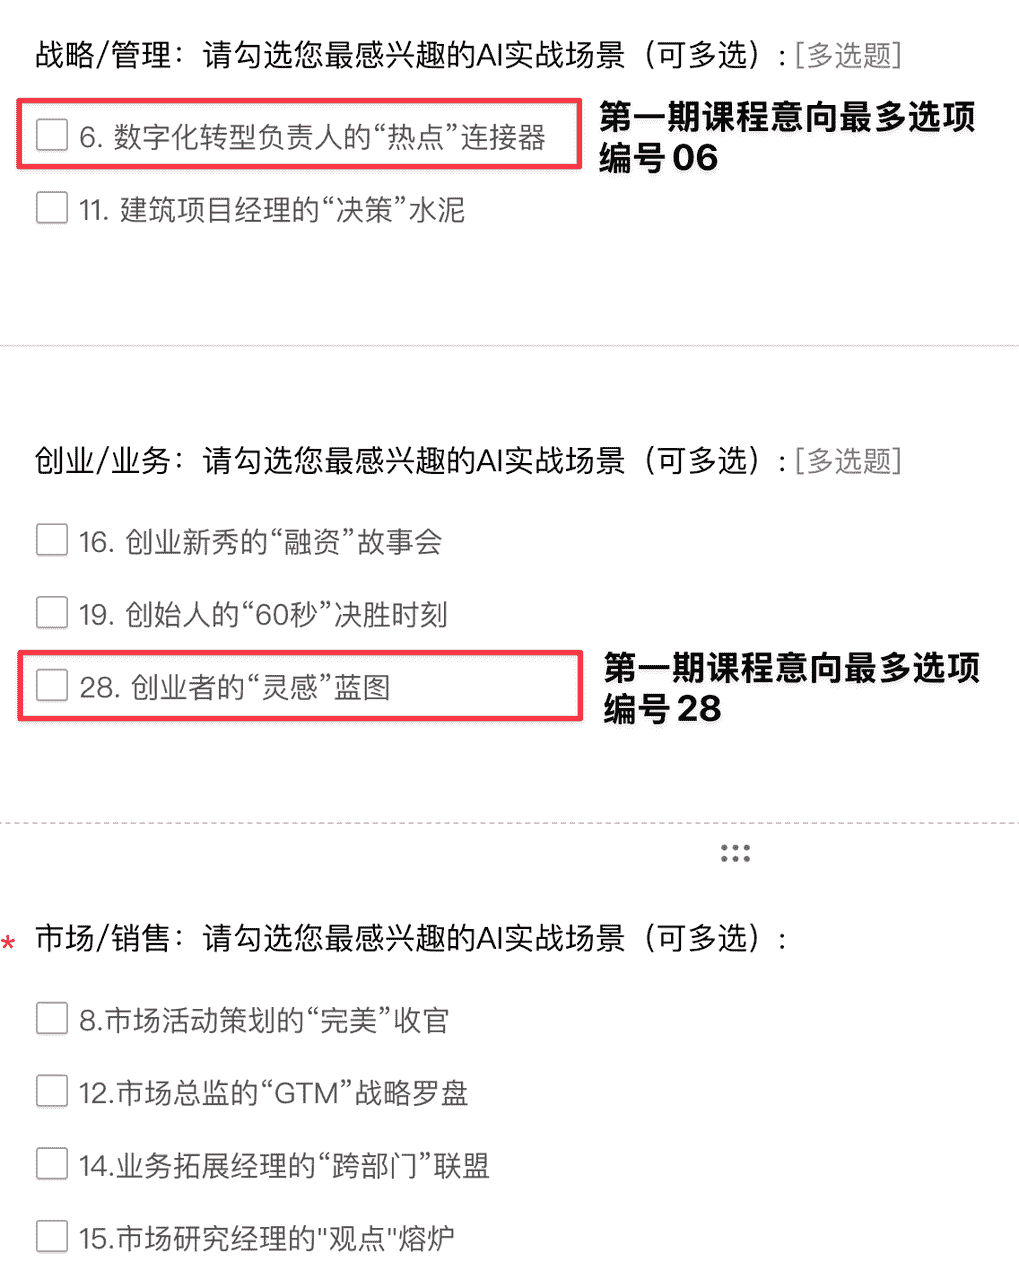 战略/管理：请勾选您最感兴趣的AI实战场景（可多选）: [多选题]
6. 数字化转型负责人的“热点”连接器
第一期课程意向最多选项
编号06
11. 建筑项目经理的“决策”水泥
创业/业务：请勾选您最感兴趣的AI实战场景（可多选）: [多选题]
16. 创业新秀的“融资”故事会
19. 创始人的“60秒”决胜时刻
28. 创业者的“灵感”蓝图
第一期课程意向最多选项
编号28
* 市场/销售：请勾选您最感兴趣的AI实战场景（可多选）:
8.市场活动策划的“完美”收官
12.市场总监的“GTM”战略罗盘
14.业务拓展经理的“跨部门”联盟
15.市场研究经理的"观点"熔炉